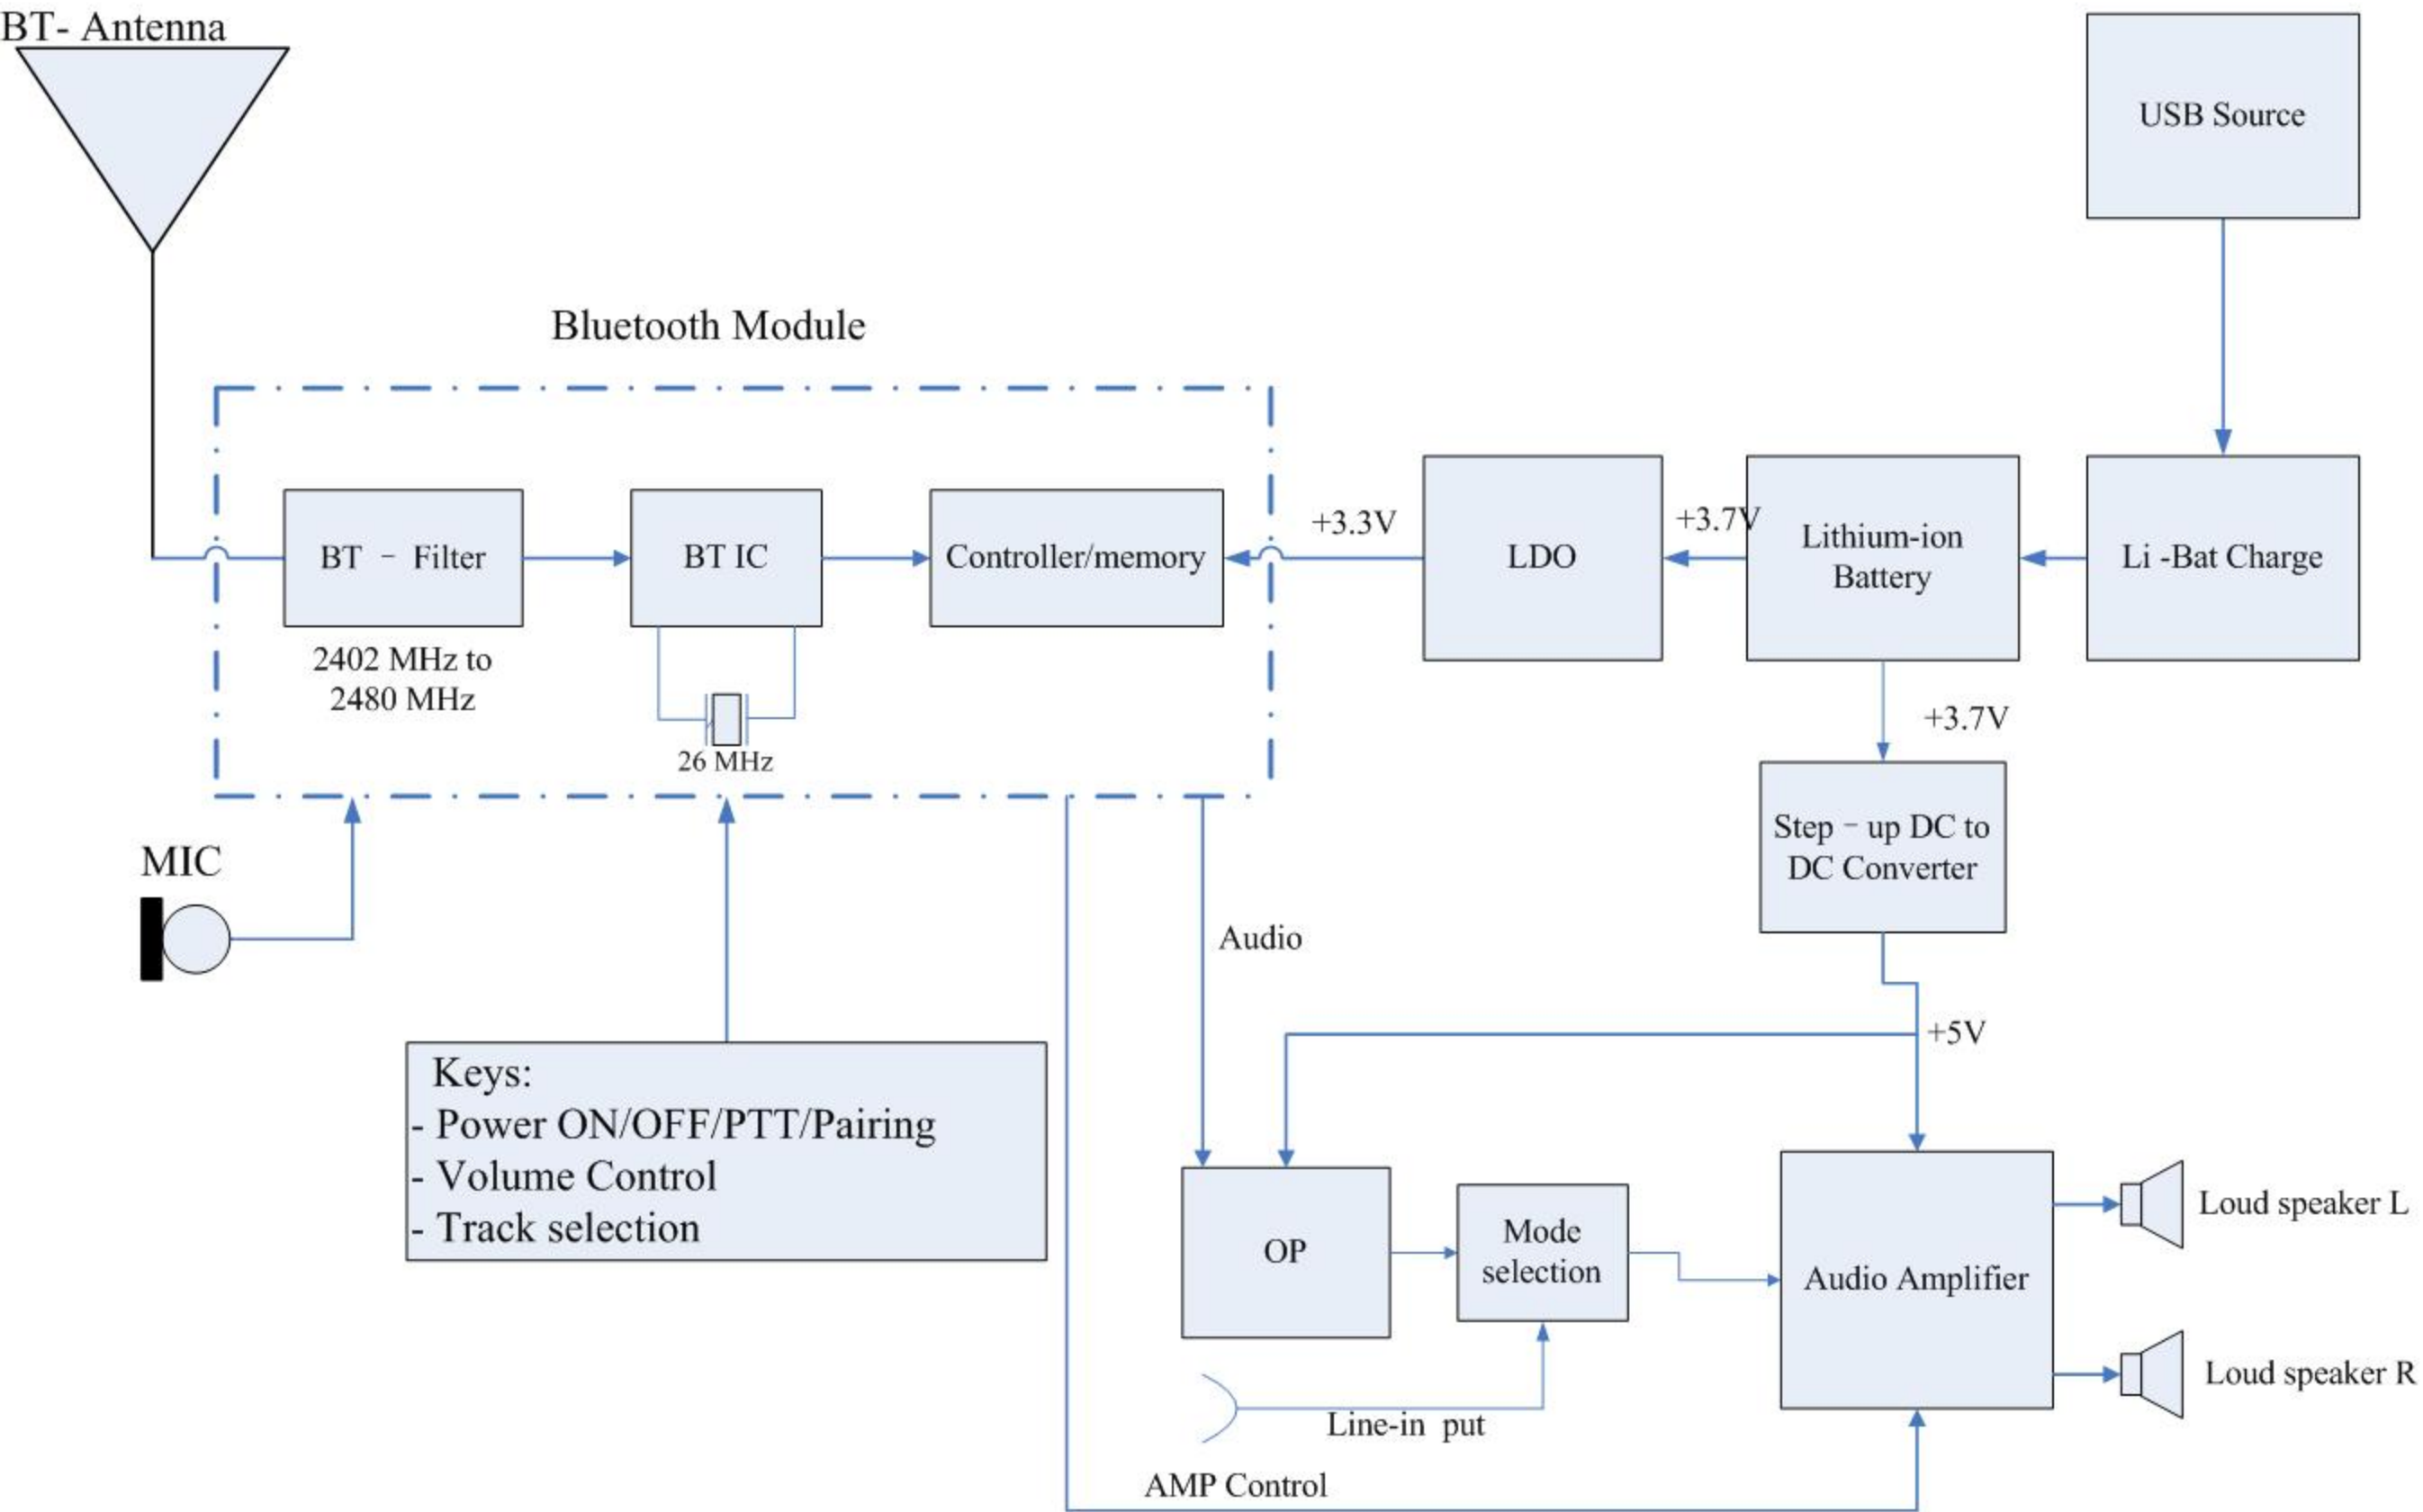 BT- Antenna
USB Source
Bluetooth Module
BT - Filter
BT IC
Controller/memory
+3.3V
LDO
+3.7V
Lithium-ion
Battery
Li -Bat Charge
2402 MHz to
2480 MHz
26 MHz
+3.7V
Step - up DC to
DC Converter
MIC
Audio
+5V
Keys:
- Power ON/OFF/PTT/Pairing
- Volume Control
- Track selection
OP
Mode
selection
Audio Amplifier
Loud speaker L
Loud speaker R
Line-in put
AMP Control